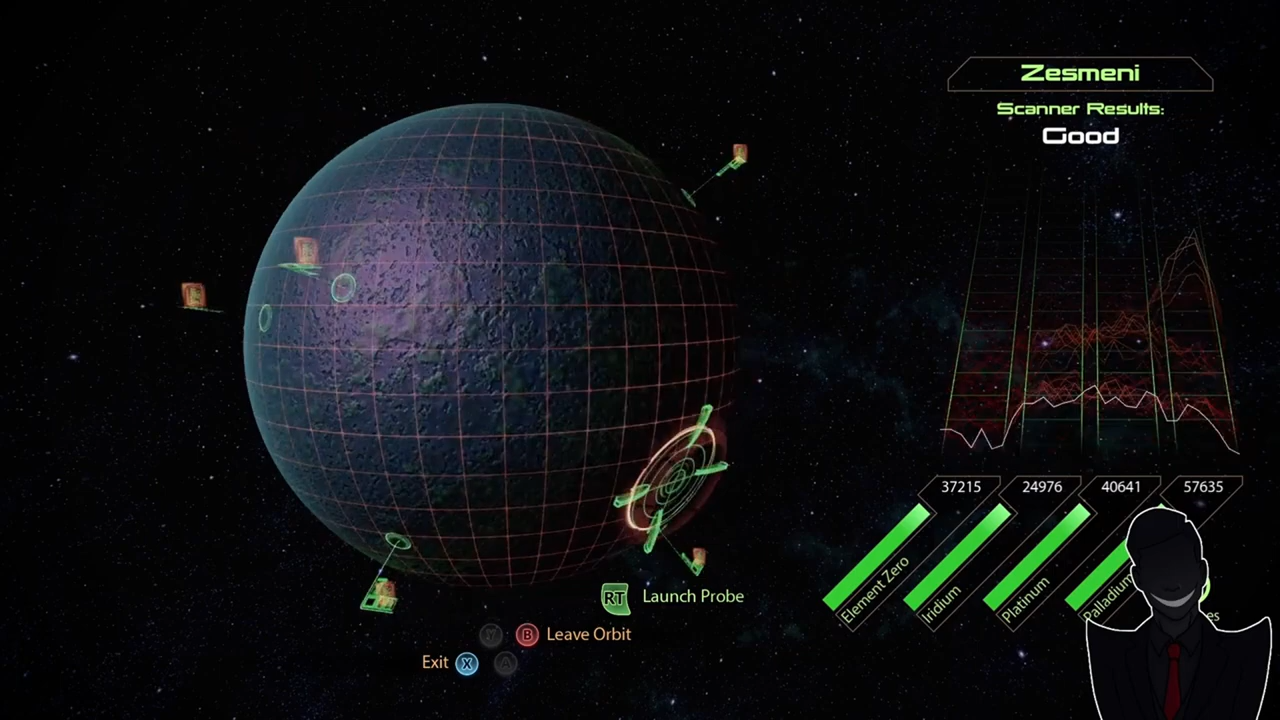 Zesmeni
Scanner Results:
Good
37215
24976
40641
57635
Element Zero
Iridium
Platinum
Palladium
RT
Launch Probe
Y
B
Leave Orbit
Exit
X
A